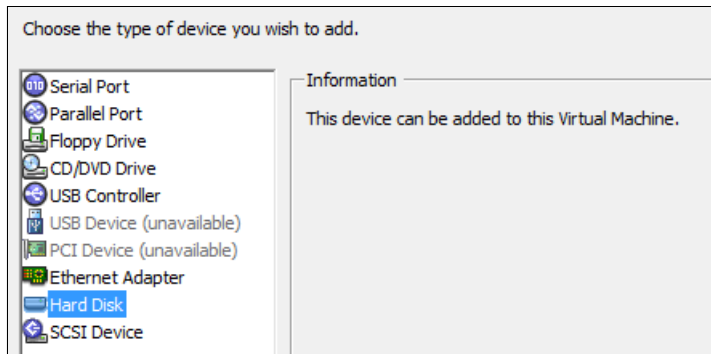 Choose the type of device you wish to add.
Serial Port
Parallel Port
Floppy Drive
CD/DVD Drive
USB Controller
USB Device (unavailable)
PCI Device (unavailable)
Ethernet Adapter
Hard Disk
SCSI Device
Information
This device can be added to this Virtual Machine.